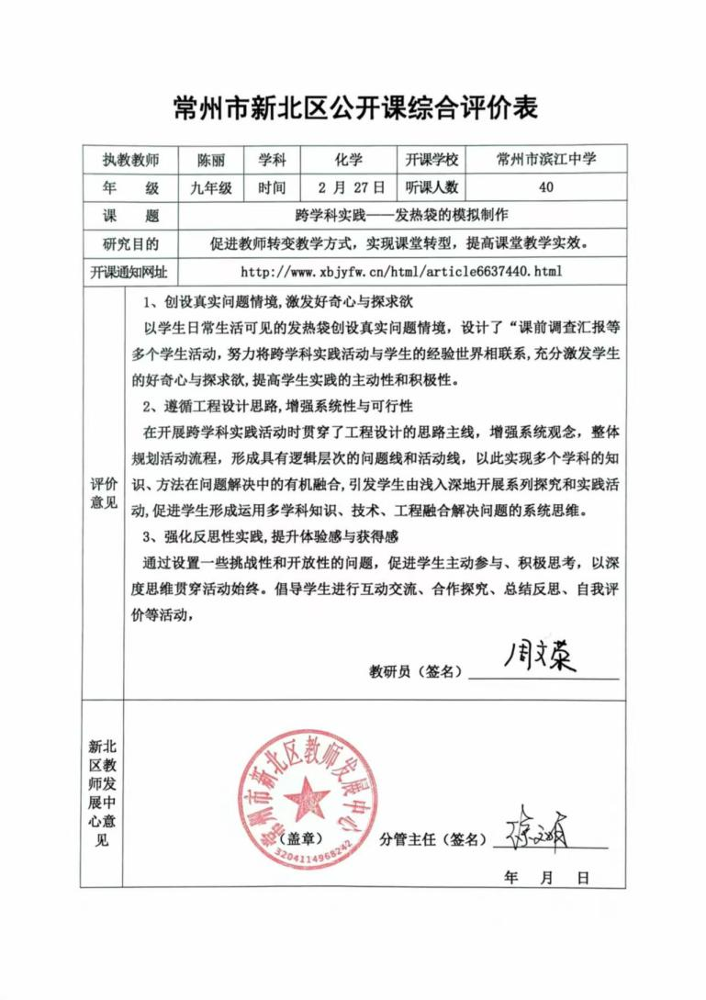 常州市新北区公开课综合评价表
执教教师 陈丽 学科 化学 开课学校 常州市滨江中学
年 级 九年级 时间 2 月 27 日 听课人数 40
课 题 跨学科实践——发热袋的模拟制作
研究目的 促进教师转变教学方式，实现课堂转型，提高课堂教学实效。
开课通知网址 http://www.xbjyfw.cn/html/article6637440.html
评价
意见
1、创设真实问题情境,激发好奇心与探求欲
以学生日常生活可见的发热袋创设真实问题情境，设计了“课前调查汇报等
多个学生活动，努力将跨学科实践活动与学生的经验世界相联系,充分激发学生
的好奇心与探求欲,提高学生实践的主动性和积极性。
2、遵循工程设计思路,增强系统性与可行性
在开展跨学科实践活动时贯穿了工程设计的思路主线，增强系统观念，整体
规划活动流程，形成具有逻辑层次的问题线和活动线，以此实现多个学科的知
识、方法在问题解决中的有机融合,引发学生由浅入深地开展系列探究和实践活
动,促进学生形成运用多学科知识、技术、工程融合解决问题的系统思维。
3、强化反思性实践,提升体验感与获得感
通过设置一些挑战性和开放性的问题，促进学生主动参与、积极思考，以深
度思维贯穿活动始终。倡导学生进行互动交流、合作探究、总结反思、自我评
价等活动，
教研员（签名） 周文荣
新北
区教
师发
展中
心意
见
常州市新北区教师发展中心
（盖章）
3204114968242
分管主任（签名）
年 月 日